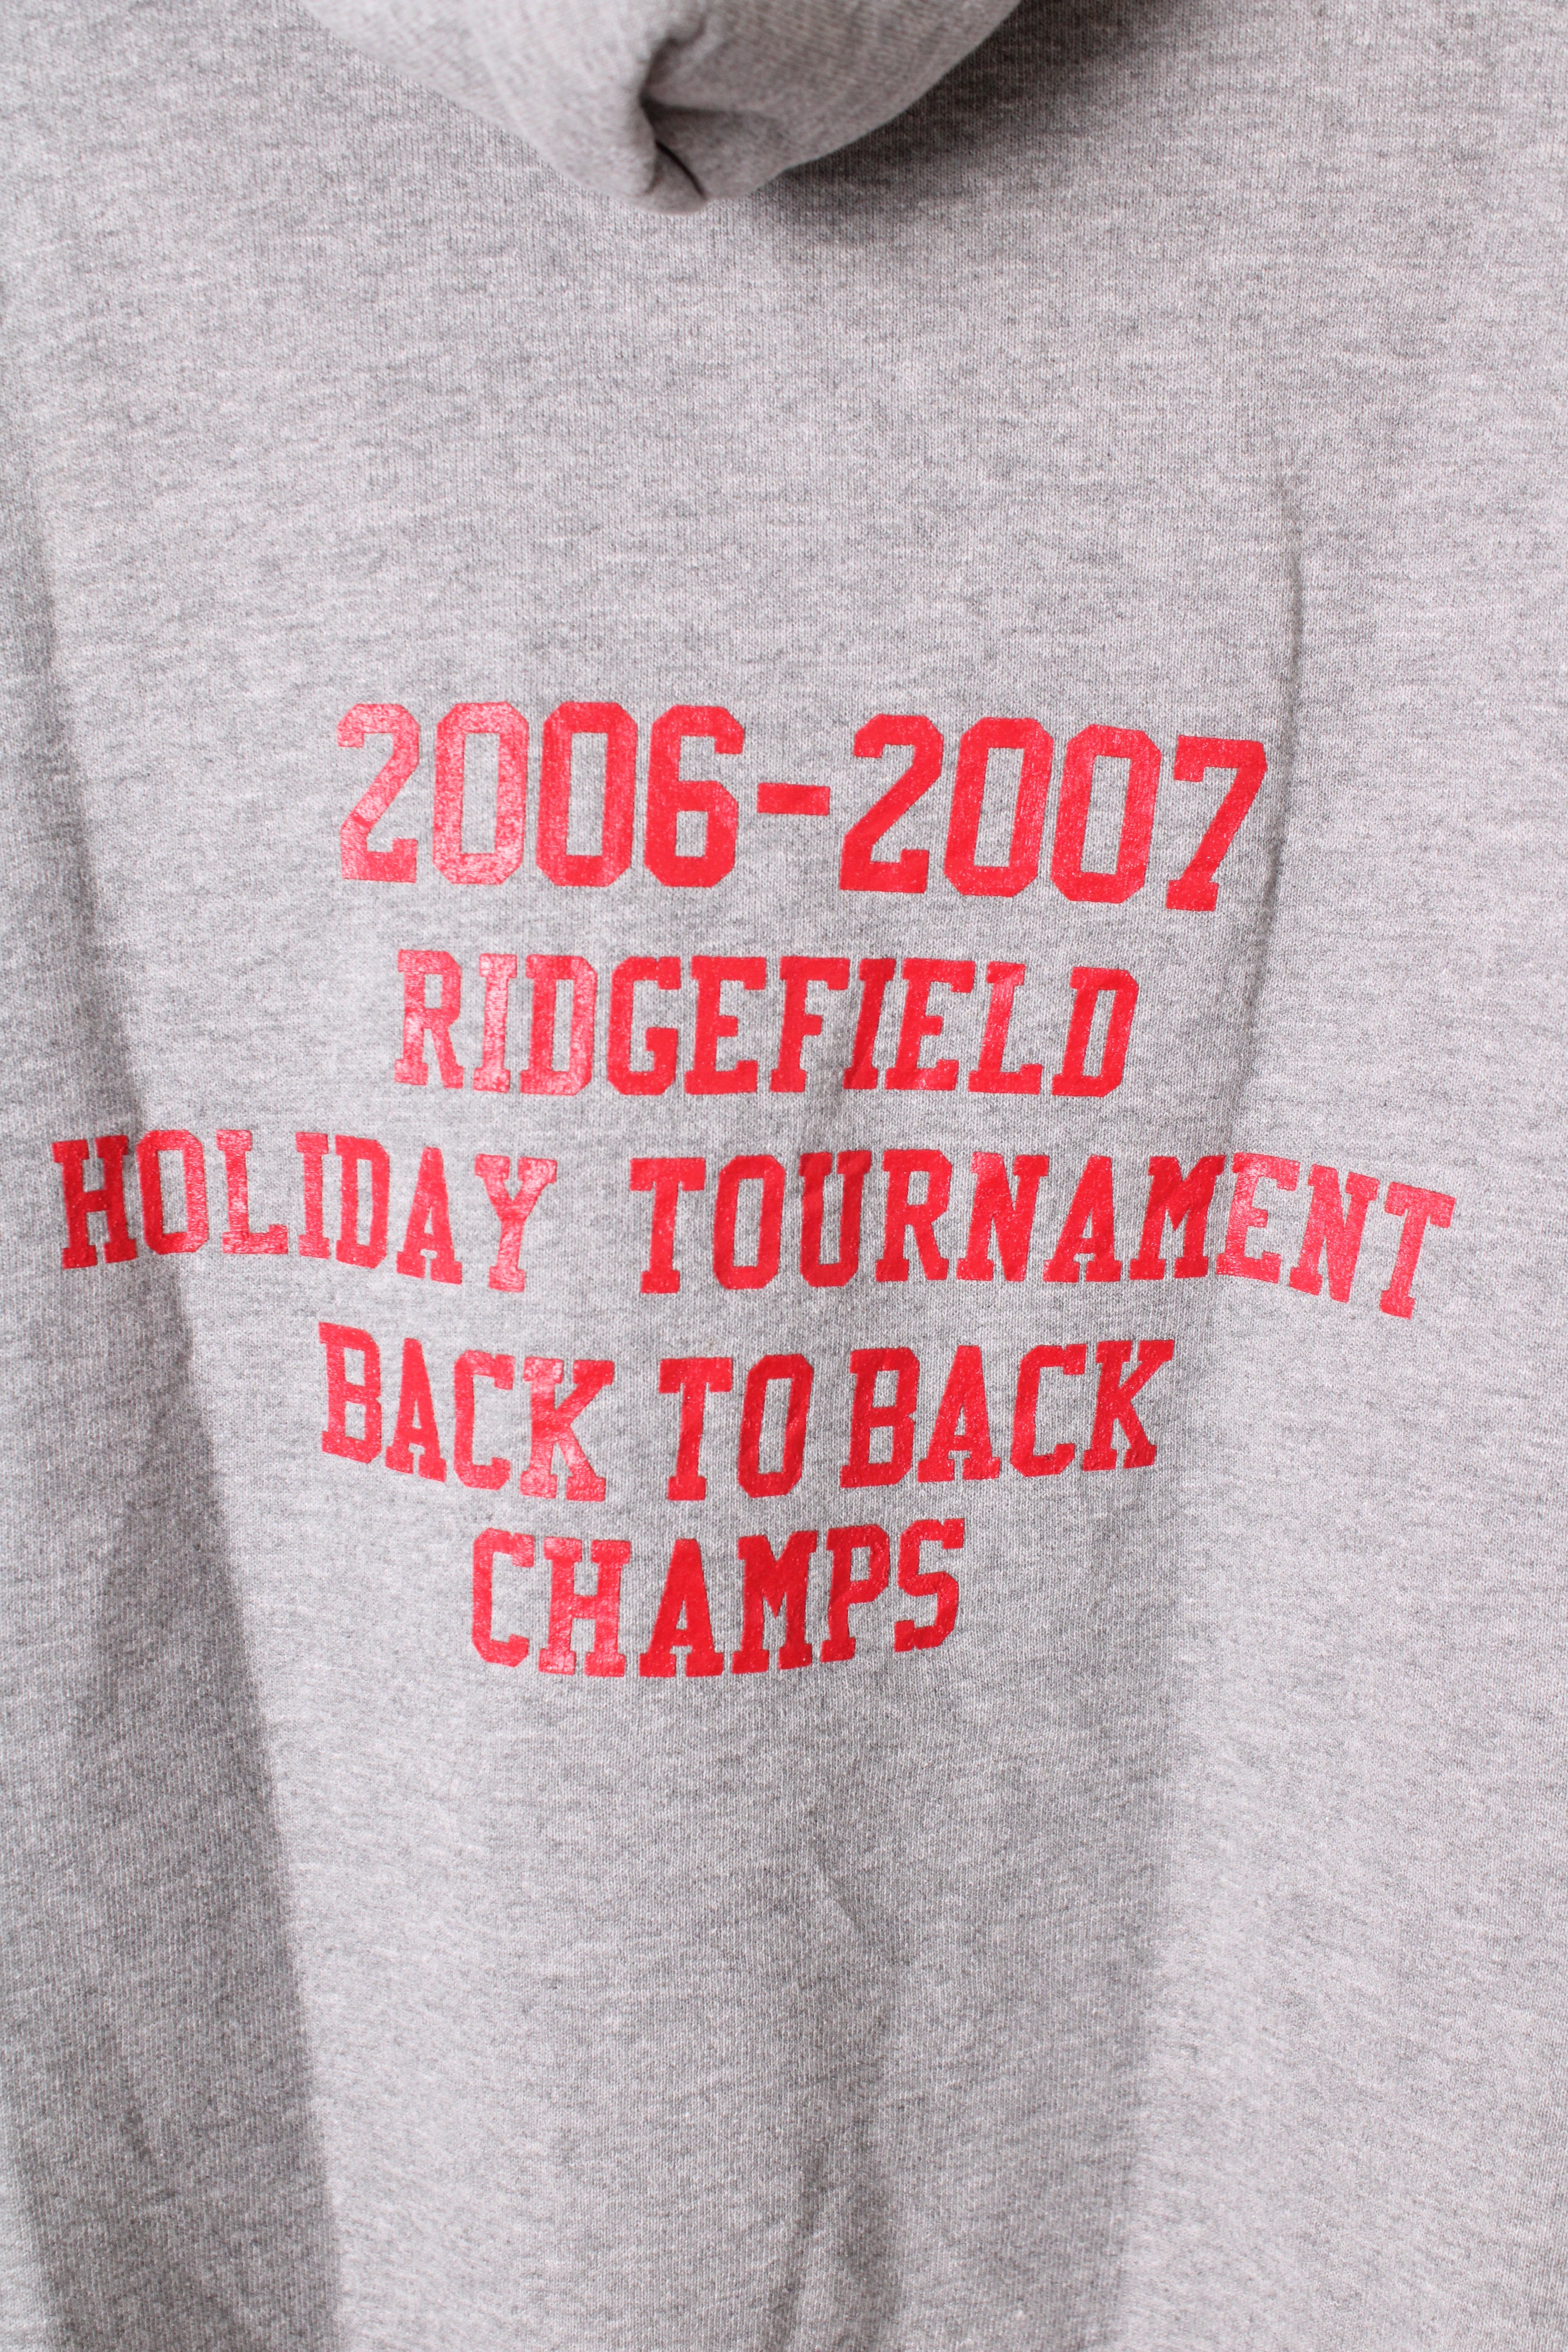 2006-2007
RIDGEFIELD
HOLIDAY TOURNAMENT
BACK TO BACK
CHAMPS